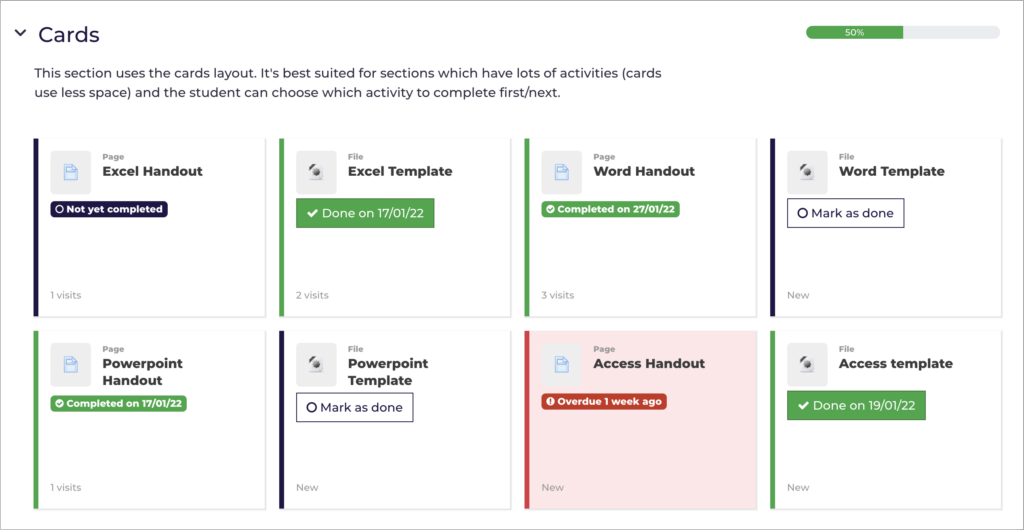 Cards
50%
This section uses the cards layout. It's best suited for sections which have lots of activities (cards
use less space) and the student can choose which activity to complete first/next.
Page
Excel Handout
Not yet completed
1 visits
File
Excel Template
Done on 17/01/22
2 visits
Page
Word Handout
Completed on 27/01/22
3 visits
File
Word Template
Mark as done
New
Page
Powerpoint
Handout
Completed on 17/01/22
1 visits
File
Powerpoint
Template
Mark as done
New
Page
Access Handout
Overdue 1 week ago
New
File
Access template
Done on 19/01/22
New